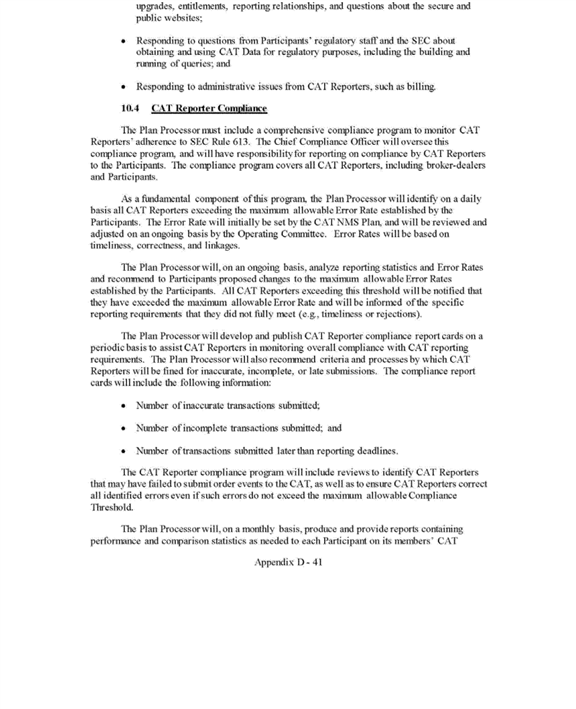 upgrades, entitlements, reporting relationships, and questions about the secure and
public websites;
• Responding to questions from Participants' regulatory staff and the SEC about
obtaining and using CAT Data for regulatory purposes, including the building and
running of queries; and
• Responding to administrative issues from CAT Reporters, such as billing.
10.4 CAT Reporter Compliance
The Plan Processor must include a comprehensive compliance program to monitor CAT
Reporters' adherence to SEC Rule 613. The Chief Compliance Officer will oversee this
compliance program, and will have responsibility for reporting on compliance by CAT Reporters
to the Participants. The compliance program covers all CAT Reporters, including broker-dealers
and Participants.
As a fundamental component of this program, the Plan Processor will identify on a daily
basis all CAT Reporters exceeding the maximum allowable Error Rate established by the
Participants. The Error Rate will initially be set by the CAT NMS Plan, and will be reviewed and
adjusted on an ongoing basis by the Operating Committee. Error Rates will be based on
timeliness, correctness, and linkages.
The Plan Processor will, on an ongoing basis, analyze reporting statistics and Error Rates
and recommend to Participants proposed changes to the maximum allowable Error Rates
established by the Participants. All CAT Reporters exceeding this threshold will be notified that
they have exceeded the maximum allowable Error Rate and will be informed of the specific
reporting requirements that they did not fully meet (e.g., timeliness or rejections).
The Plan Processor will develop and publish CAT Reporter compliance report cards on a
periodic basis to assist CAT Reporters in monitoring overall compliance with CAT reporting
requirements. The Plan Processor will also recommend criteria and processes by which CAT
Reporters will be fined for inaccurate, incomplete, or late submissions. The compliance report
cards will include the following information:
• Number of inaccurate transactions submitted;
• Number of incomplete transactions submitted; and
• Number of transactions submitted later than reporting deadlines.
The CAT Reporter compliance program will include reviews to identify CAT Reporters
that may have failed to submit order events to the CAT, as well as to ensure CAT Reporters correct
all identified errors even if such errors do not exceed the maximum allowable Compliance
Threshold.
The Plan Processor will, on a monthly basis, produce and provide reports containing
performance and comparison statistics as needed to each Participant on its members' CAT
Appendix D - 41